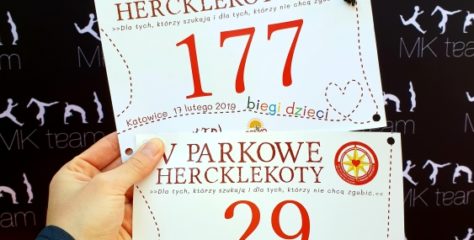 HERCKLEKOTY
>>Dla tych, którzy szukają i dla tych, którzy nie chcą zgubić
177
Katowice, 17 lutego 2019
biegi dzieci
V PARKOWE
HERCKLEKOTY
>>Dla tych, którzy szukają i dla tych, którzy nie chcą zgubić.<<
29
MK team
MK team
MK team
MK team